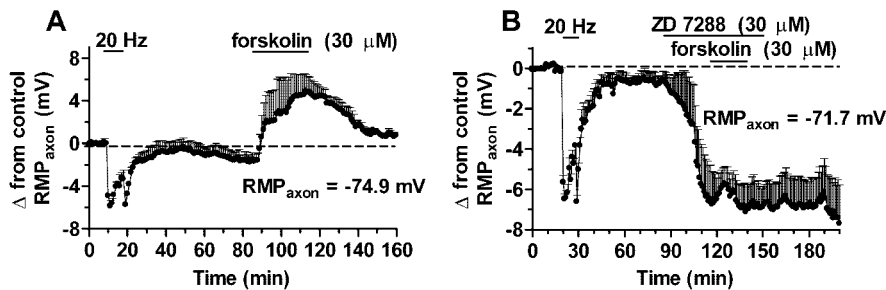 A
20 Hz
forskolin (30 μM)
Δ from control
RMPaxon (mV)
8
4
0
-4
-8
RMPaxon = -74.9 mV
0 20 40 60 80 100 120 140 160
Time (min)
B
20 Hz
ZD 7288 (30 μM)
forskolin (30 μM)
Δ from control
RMPaxon (mV)
0
-2
-4
-6
-8
RMPaxon = -71.7 mV
0 30 60 90 120 150 180
Time (min)